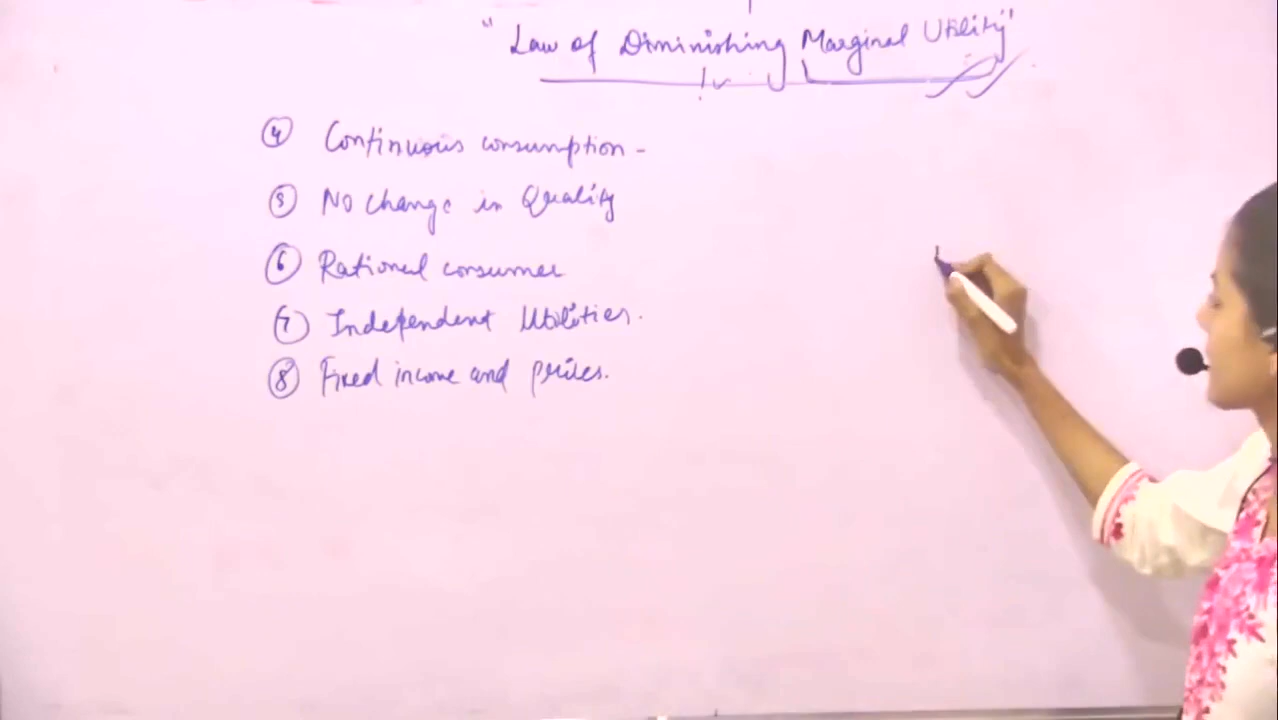 "Law of Diminishing Marginal Utility"
④ Continuous consumption -
⑤ No change in Quality
⑥ Rational consumer
⑦ Independent Utilities.
⑧ Fixed income and prices.